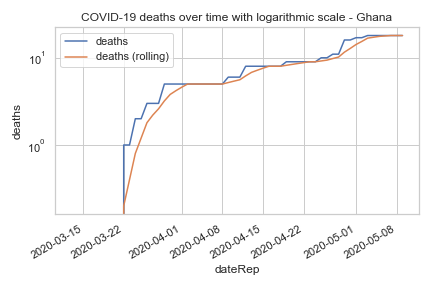 COVID-19 deaths over time with logarithmic scale - Ghana
deaths
deaths (rolling)
10¹
10⁰
deaths
2020-03-15
2020-03-22
2020-04-01
2020-04-08
2020-04-15
2020-04-22
2020-05-01
2020-05-08
dateRep